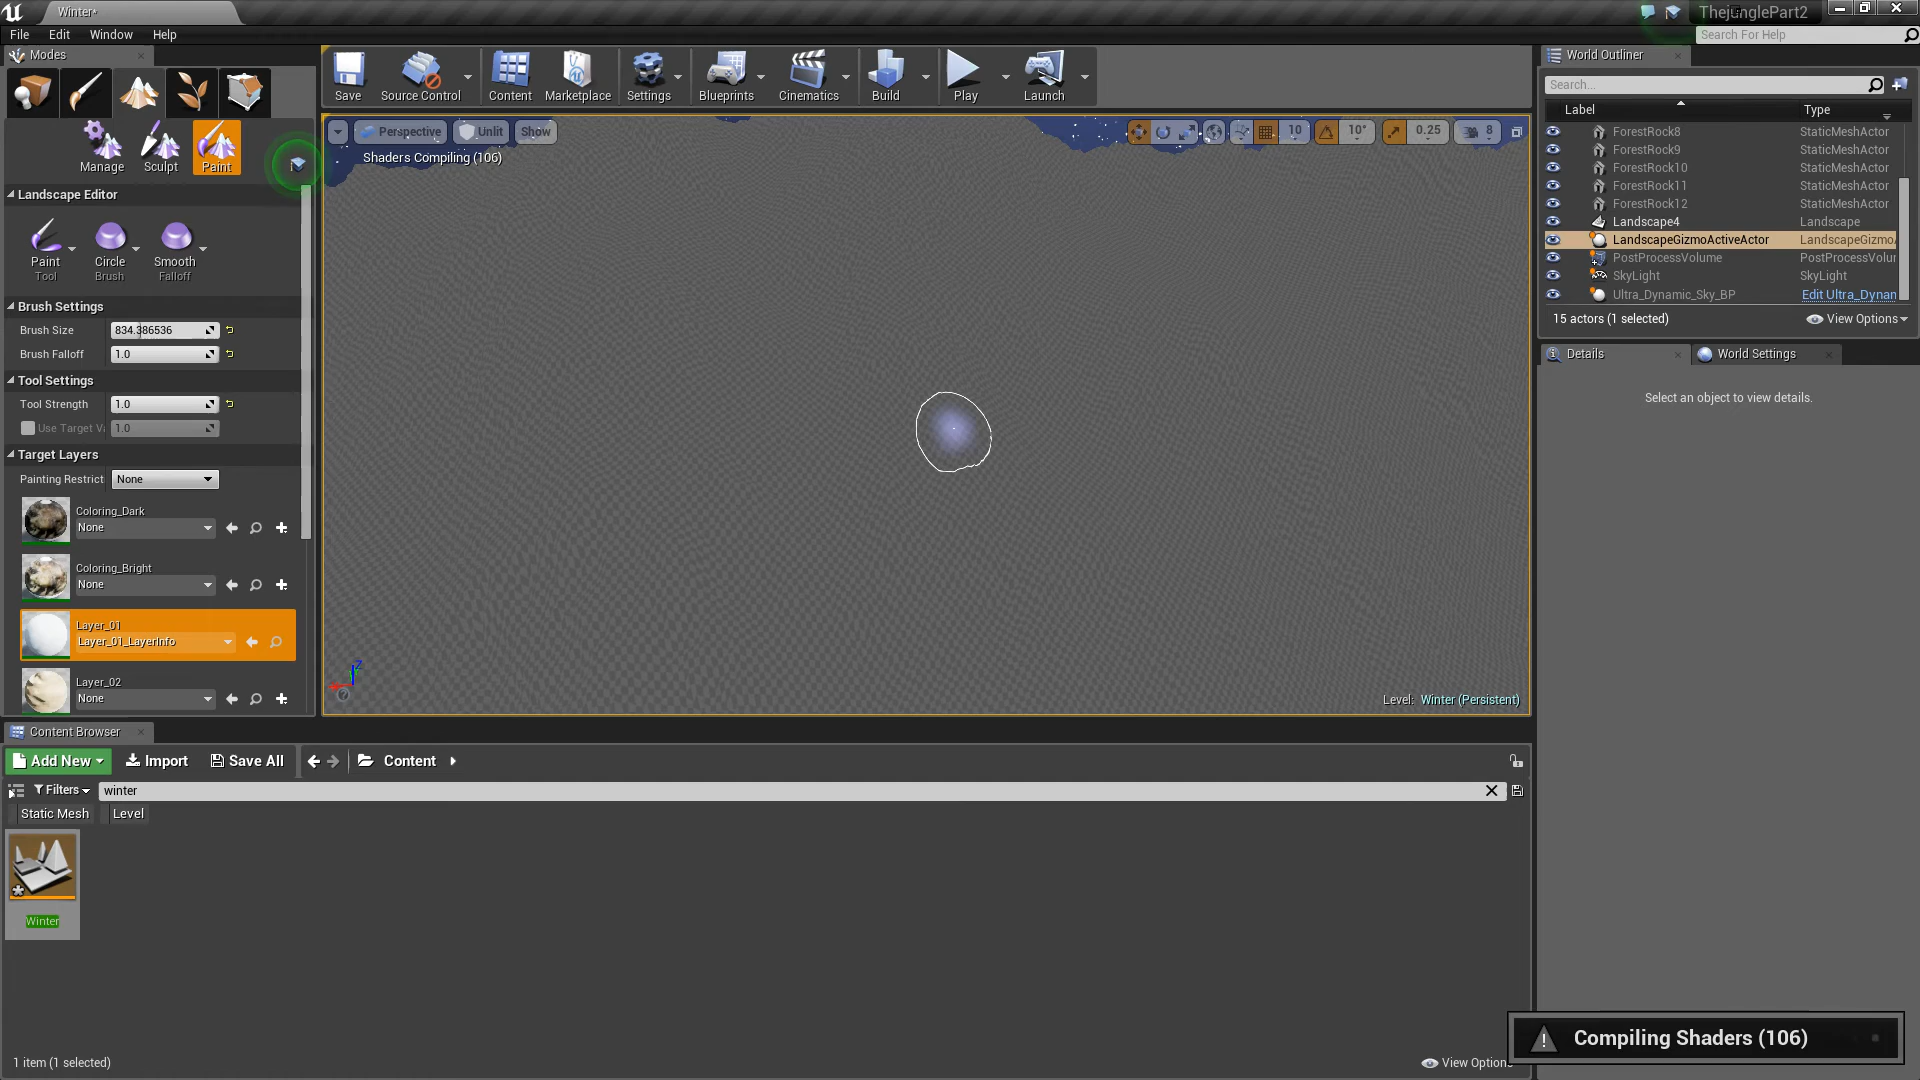 Winter*
ThejunglePart2
File Edit Window Help
Search For Help
Modes
Manage Sculpt Paint
Landscape Editor
Paint Circle Smooth
Tool Brush Falloff
Brush Settings
Brush Size 834.386536
Brush Falloff 1.0
Tool Settings
Tool Strength 1.0
Use Target Va 1.0
Target Layers
Painting Restrict None
Coloring_Dark
None
Coloring_Bright
None
Layer_01
Layer_01_LayerInfo
Layer_02
None
Save Source Control Content Marketplace Settings Blueprints Cinematics Build Play Launch
Perspective Unlit Show
10 10° 0.25 8
Shaders Compiling (106)
Z
Level: Winter (Persistent)
World Outliner
Search...
Label Type
ForestRock8 StaticMeshActor
ForestRock9 StaticMeshActor
ForestRock10 StaticMeshActor
ForestRock11 StaticMeshActor
ForestRock12 StaticMeshActor
Landscape4 Landscape
LandscapeGizmoActiveActor LandscapeGizmoA
PostProcessVolume PostProcessVolum
SkyLight SkyLight
Ultra_Dynamic_Sky_BP Edit Ultra_Dynan
15 actors (1 selected) View Options
Details World Settings
Select an object to view details.
Content Browser
Add New Import Save All Content
Filters winter
Static Mesh Level
Winter
1 item (1 selected) View Options
Compiling Shaders (106)